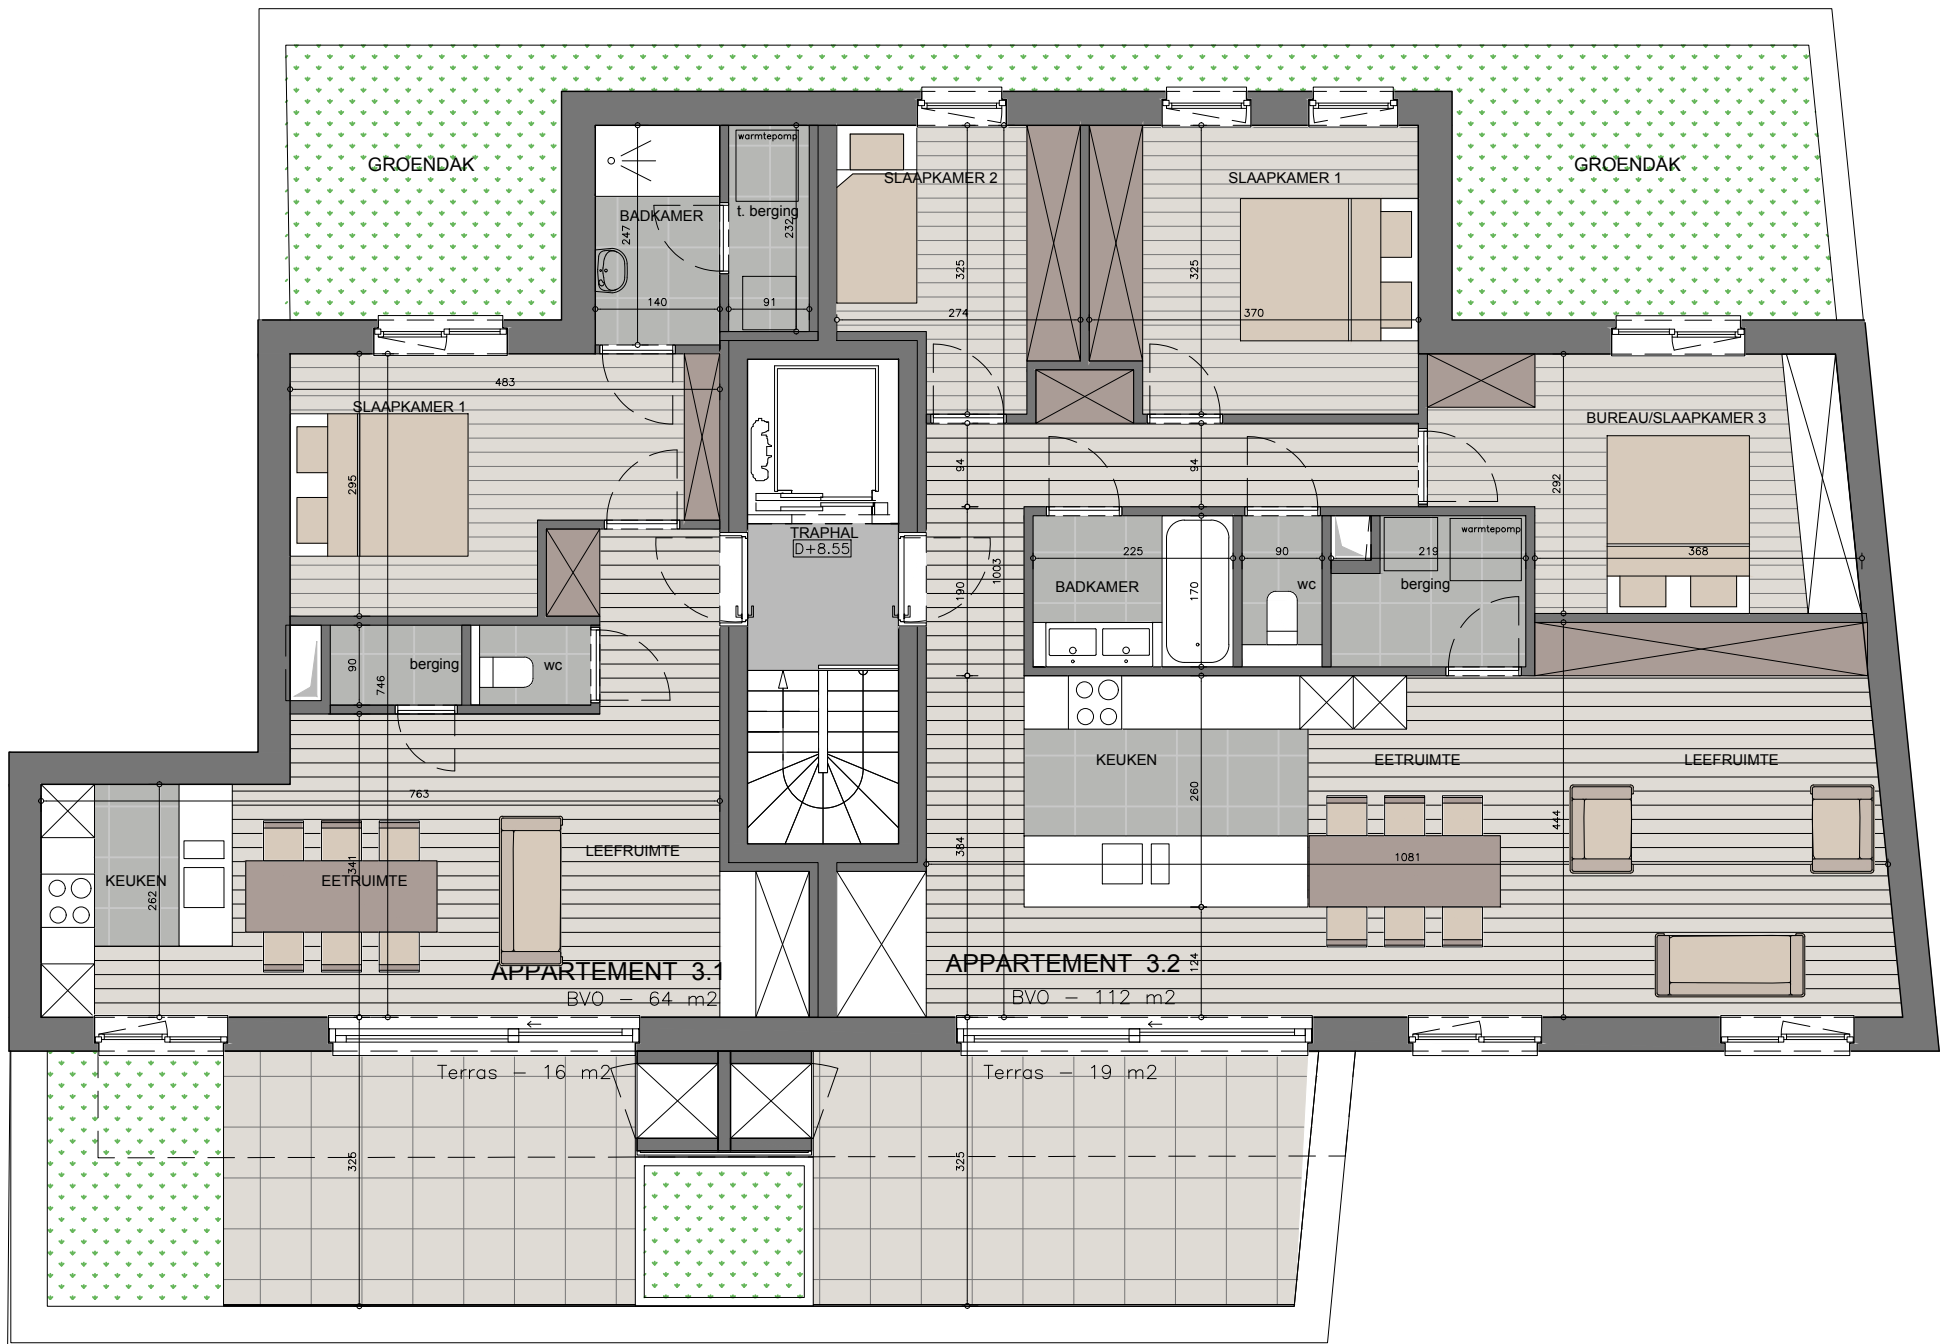 warmtepomp
GROENDAK
SLAAPKAMER 2
SLAAPKAMER 1
GROENDAK
BADKAMER
t. berging
247
232
325
325
140
91
274
370
483
SLAAPKAMER 1
BUREAU/SLAAPKAMER 3
295
94
94
292
TRAPHAL
D+8.55
warmtepomp
225
90
219
368
1003
190
BADKAMER
170
wc
berging
90
berging
wc
746
KEUKEN
EETRUIMTE
LEEFRUIMTE
763
260
444
384
LEEFRUIMTE
341
1081
KEUKEN
262
EETRUIMTE
APPARTEMENT 3.1
BVO - 64 m2
APPARTEMENT 3.2
BVO - 112 m2
124
Terras - 16 m2
Terras - 19 m2
325
325